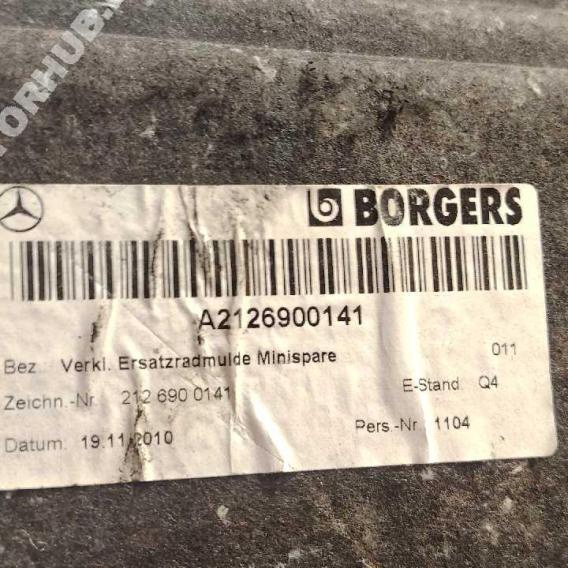 BORGERS
A2126900141
Bez: Verkl. Ersatzradmulde Minispare 011
Zeichn.-Nr. 212 690 0141 E-Stand. Q4
Datum. 19.11.2010 Pers.-Nr. 1104